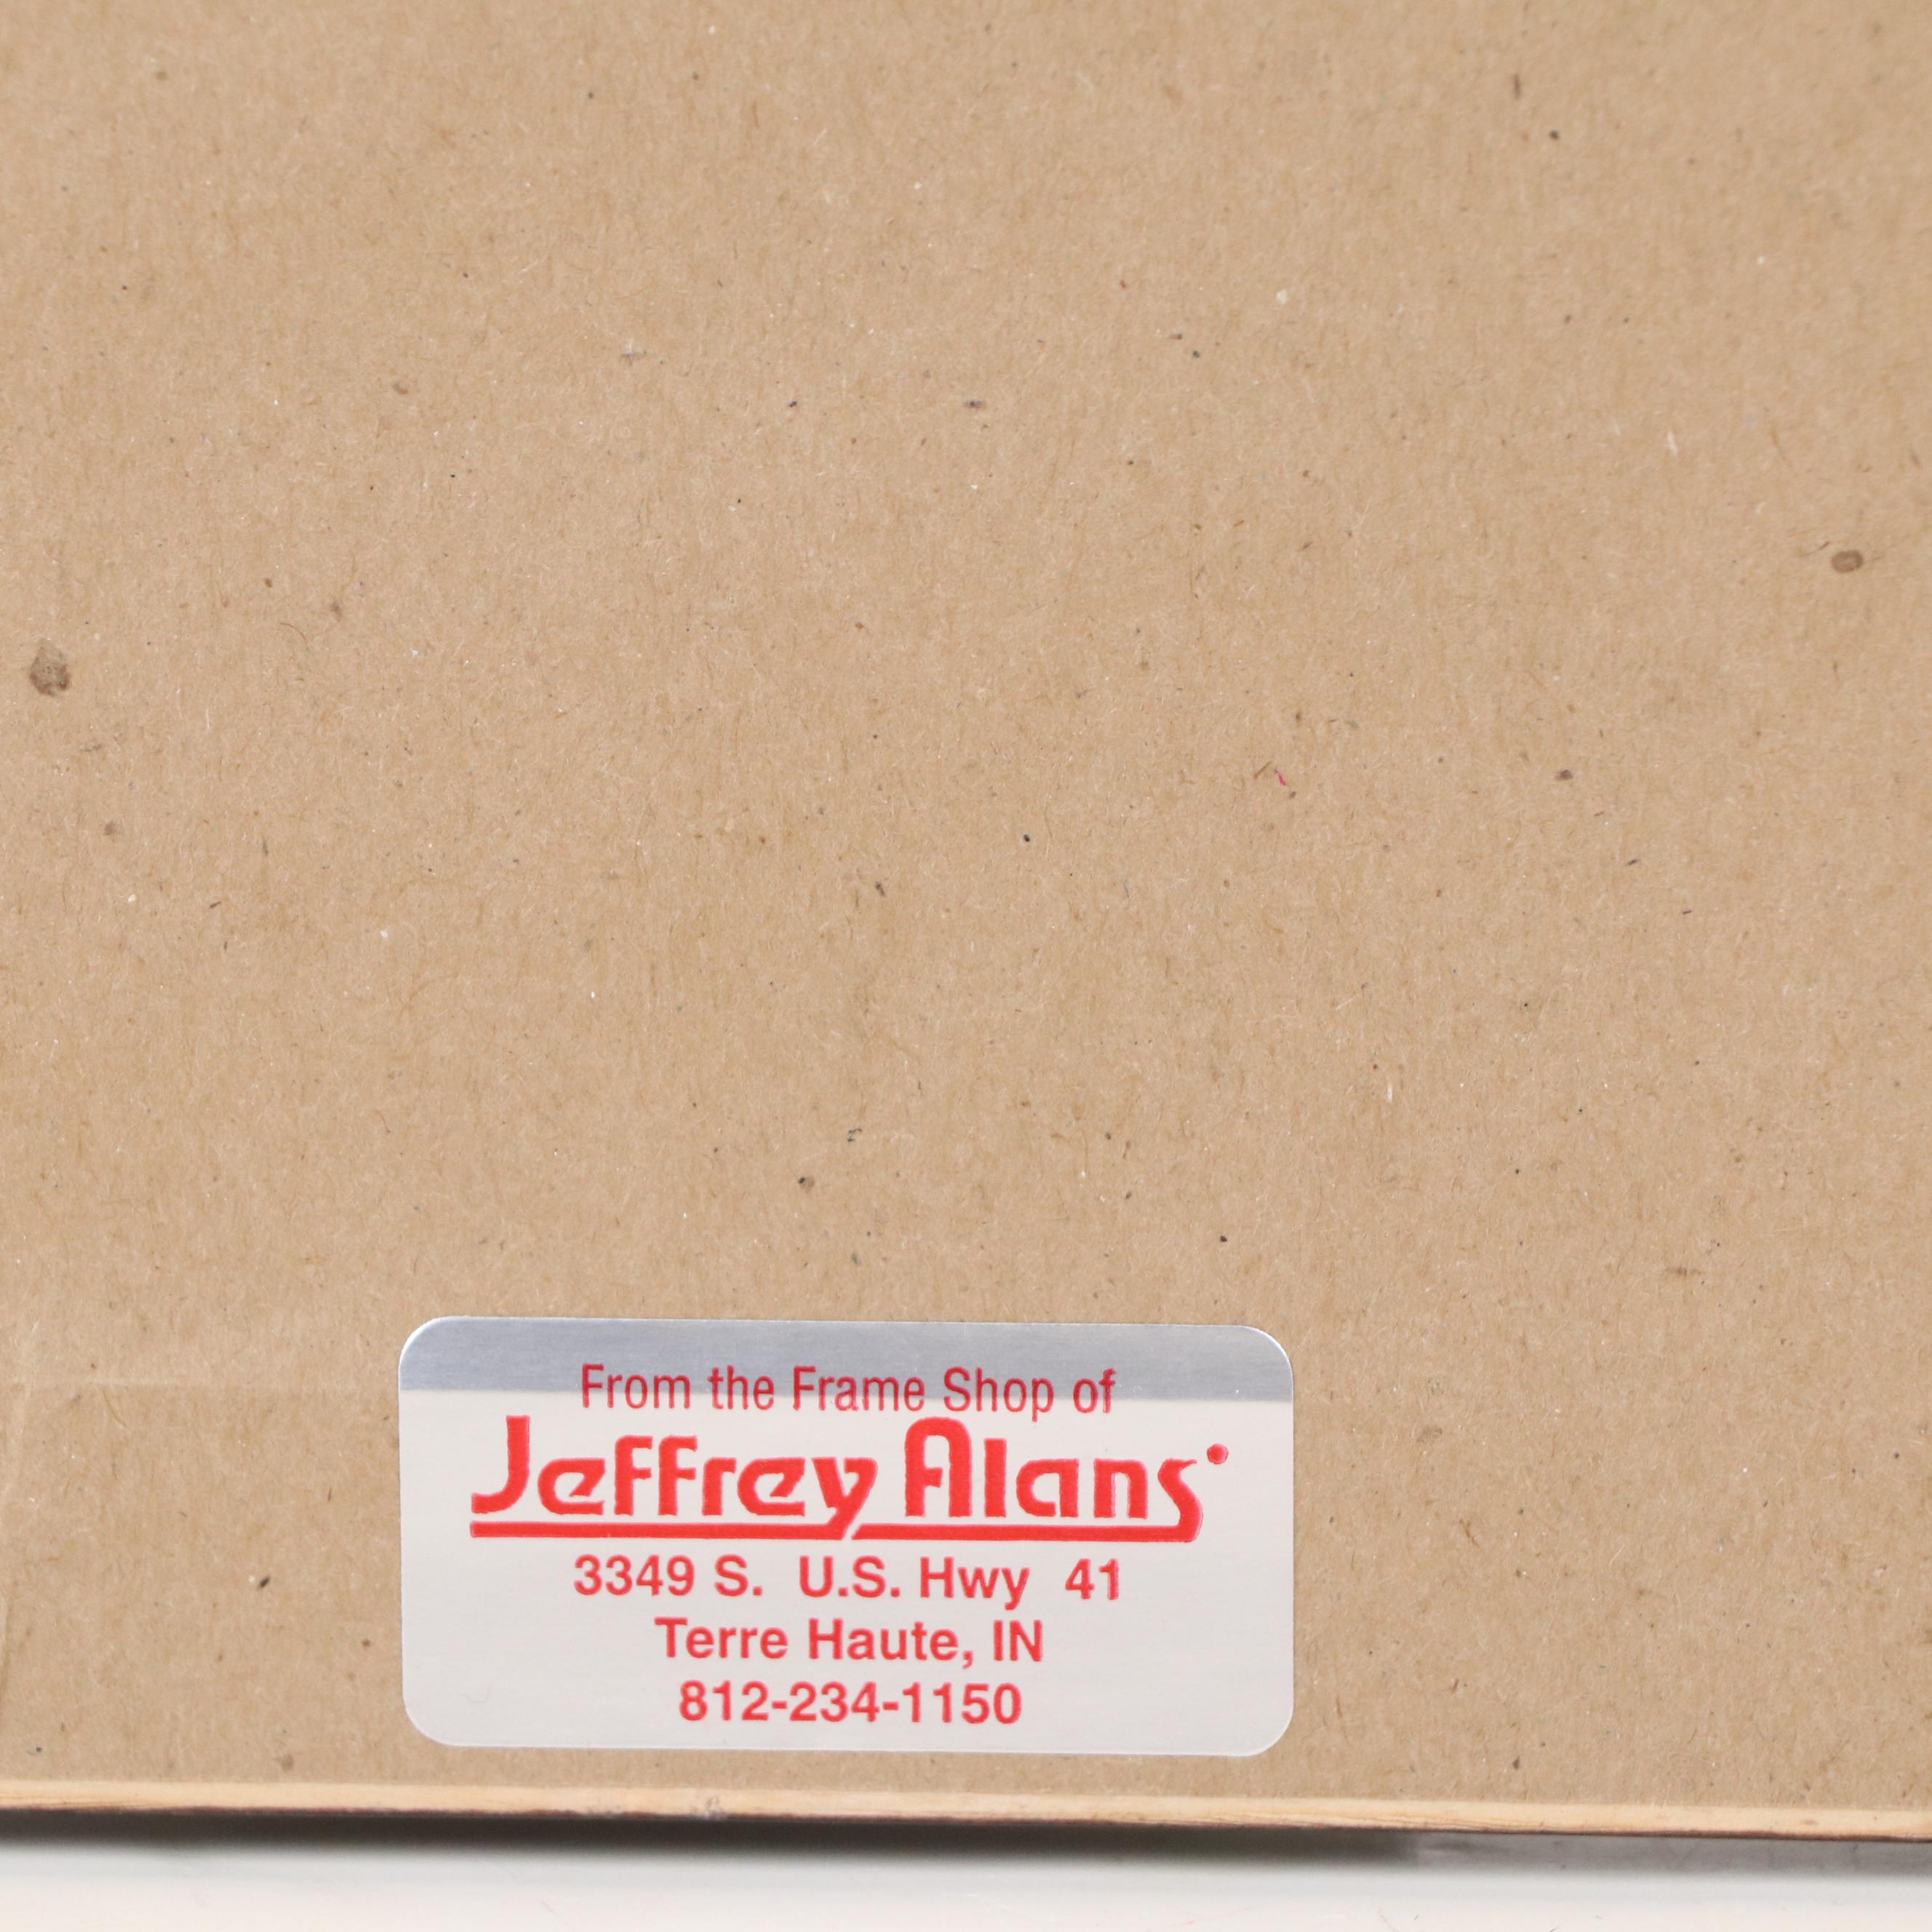 From the Frame Shop of
Jeffrey Alans'
3349 S. U.S. Hwy 41
Terre Haute, IN
812-234-1150